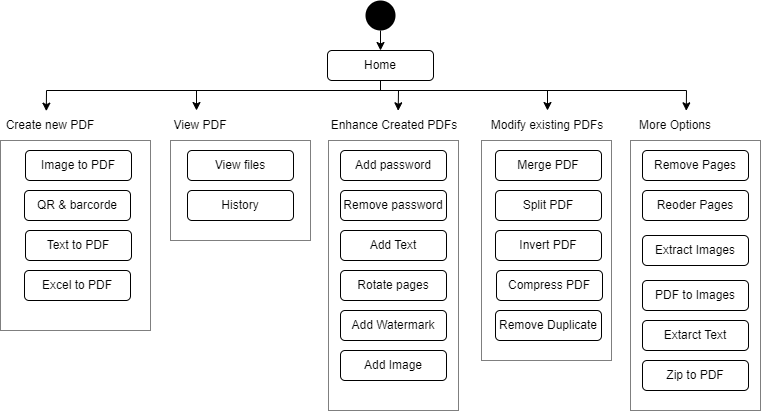 Home
Create new PDF
Image to PDF
QR & barcorde
Text to PDF
Excel to PDF
View PDF
View files
History
Enhance Created PDFs
Add password
Remove password
Add Text
Rotate pages
Add Watermark
Add Image
Modify existing PDFs
Merge PDF
Split PDF
Invert PDF
Compress PDF
Remove Duplicate
More Options
Remove Pages
Reoder Pages
Extract Images
PDF to Images
Extarct Text
Zip to PDF